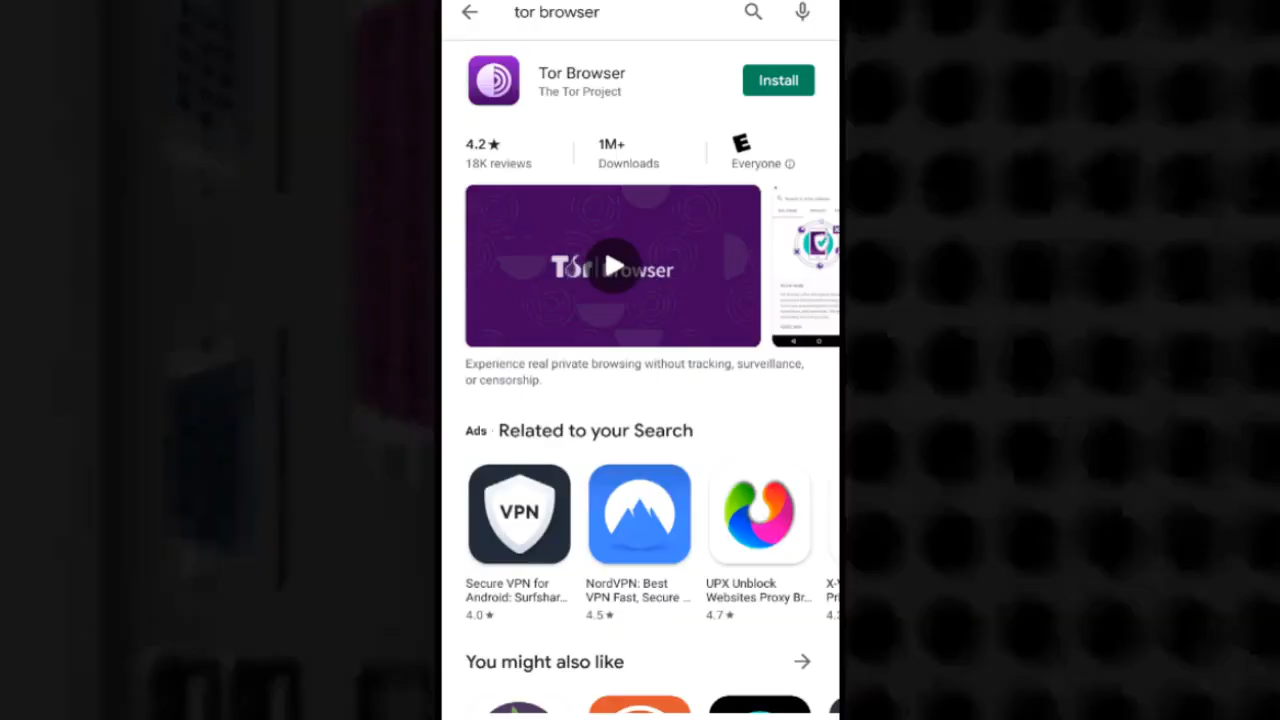 tor browser
Tor Browser
The Tor Project
Install
4.2★
18K reviews
1M+
Downloads
E
Everyone
Tor Browser
Experience real private browsing without tracking, surveillance,
or censorship.
Ads · Related to your Search
VPN
Secure VPN for
Android: Surfshar...
4.0★
NordVPN: Best
VPN Fast, Secure ...
4.5★
UPX Unblock
Websites Proxy Br...
4.7★
You might also like